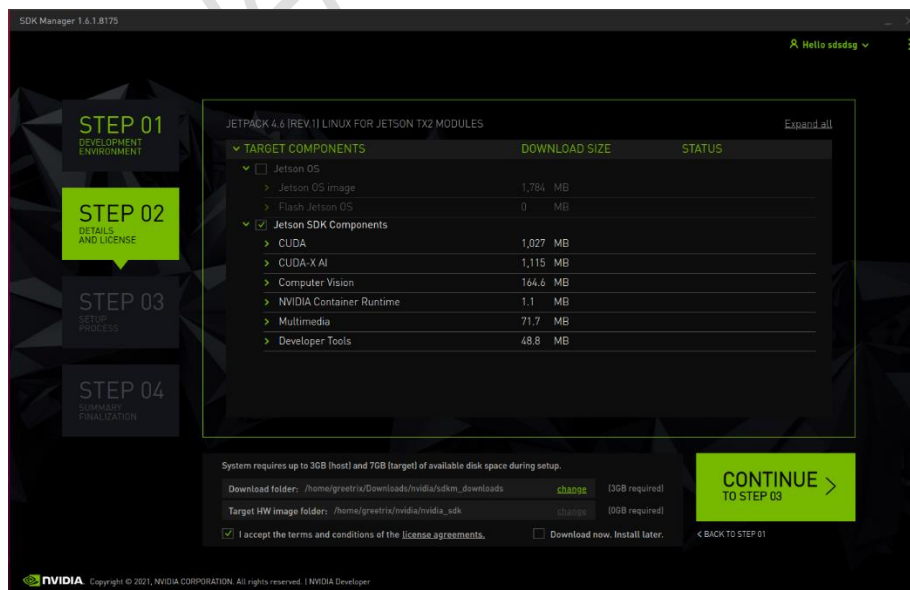 SDK Manager 1.6.1.8175
Hello sdsdsg
STEP 01
DEVELOPMENT
ENVIRONMENT
STEP 02
DETAILS
AND LICENSE
STEP 03
SETUP
PROCESS
STEP 04
SUMMARY
FINALIZATION
JETPACK 4.6 (REV.1) LINUX FOR JETSON TX2 MODULES Expand all
TARGET COMPONENTS DOWNLOAD SIZE STATUS
Jetson OS
Jetson OS image 1,784 MB
Flash Jetson OS 0 MB
Jetson SDK Components
CUDA 1,027 MB
CUDA-X AI 1,115 MB
Computer Vision 164.6 MB
NVIDIA Container Runtime 1.1 MB
Multimedia 71.7 MB
Developer Tools 48.8 MB
System requires up to 3GB (host) and 7GB (target) of available disk space during setup.
Download folder: /home/greetrix/Downloads/nvidia/sdkm_downloads change (3GB required)
Target HW image folder: /home/greetrix/nvidia/nvidia_sdk change (0GB required)
I accept the terms and conditions of the license agreements. Download now. Install later.
CONTINUE >
TO STEP 03
< BACK TO STEP 01
NVIDIA. Copyright © 2021, NVIDIA CORPORATION. All rights reserved. | NVIDIA Developer